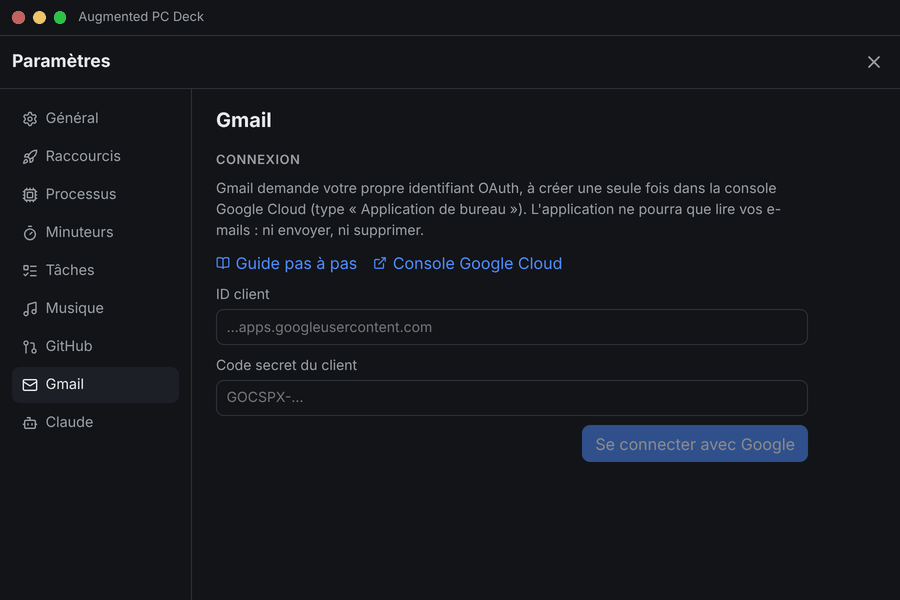 Augmented PC Deck
Paramètres
Général
Raccourcis
Processus
Minuteurs
Tâches
Musique
GitHub
Gmail
Claude
Gmail
CONNEXION
Gmail demande votre propre identifiant OAuth, à créer une seule fois dans la console
Google Cloud (type « Application de bureau »). L'application ne pourra que lire vos e-
mails : ni envoyer, ni supprimer.
Guide pas à pas
Console Google Cloud
ID client
...apps.googleusercontent.com
Code secret du client
GOCSPX-...
Se connecter avec Google